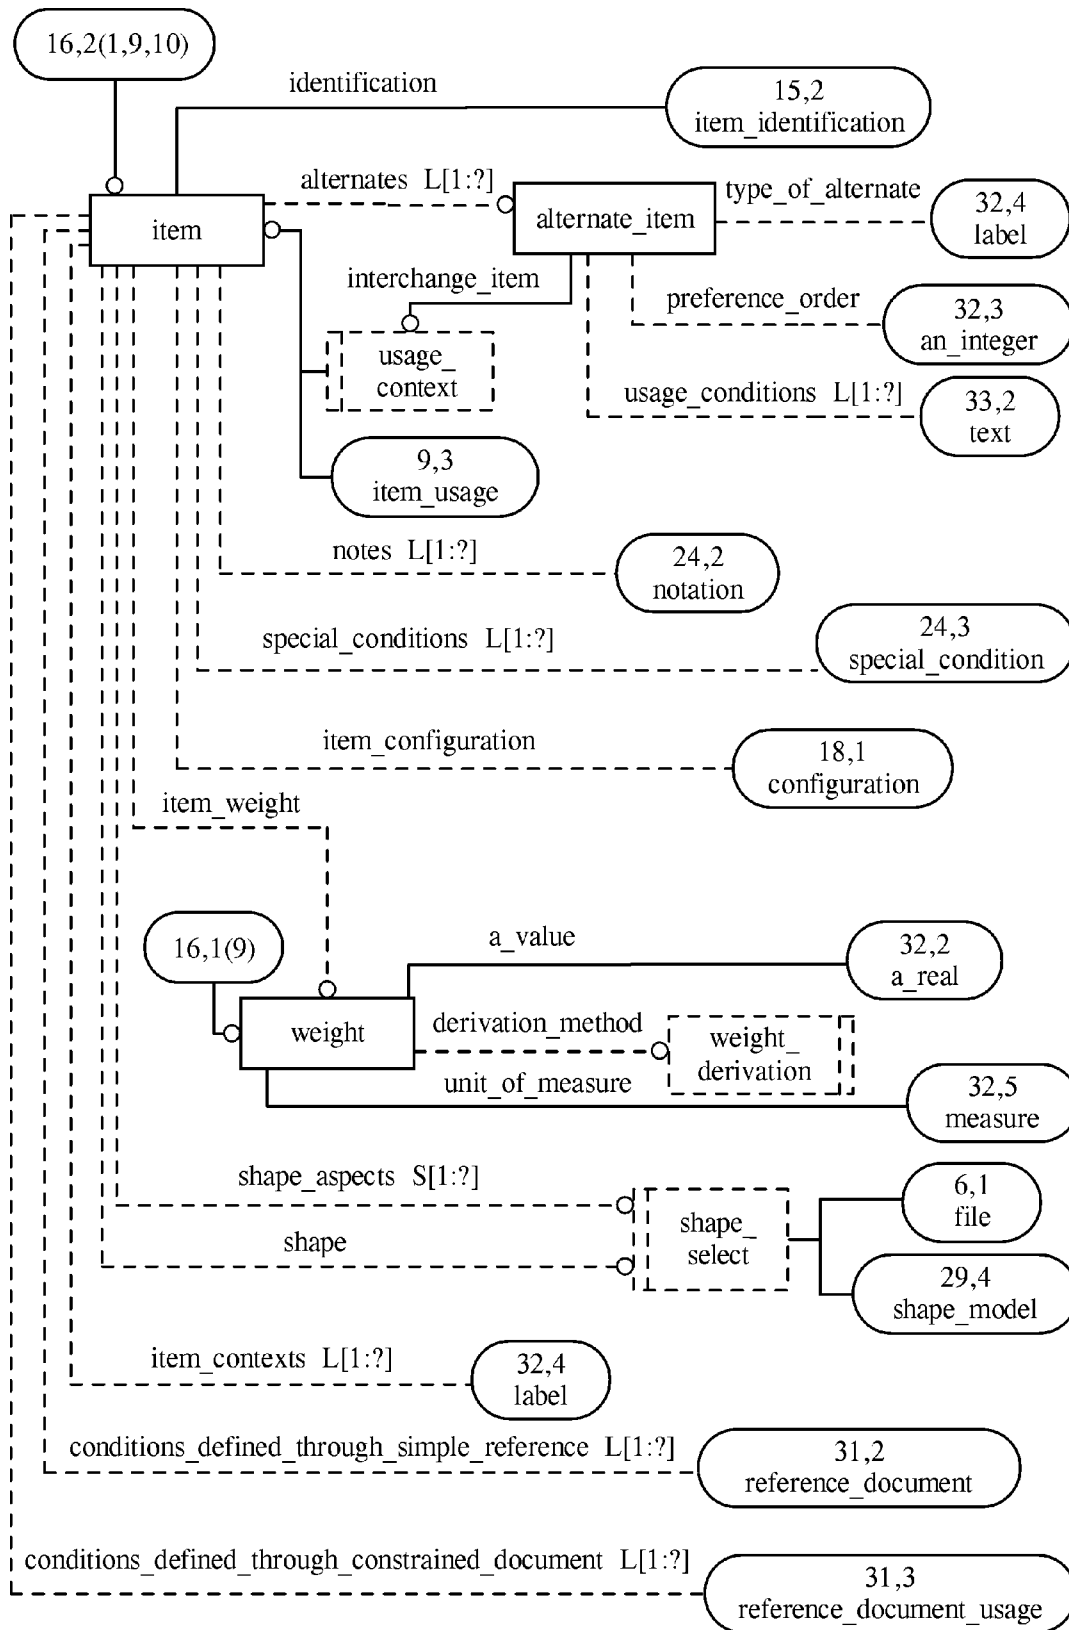 16,2(1,9,10)
identification
15,2
item_identification
alternates L[1:?]
item
alternate_item
type_of_alternate
32,4
label
interchange_item
preference_order
32,3
an_integer
usage_
context
usage_conditions L[1:?]
33,2
text
9,3
item_usage
notes L[1:?]
24,2
notation
special_conditions L[1:?]
24,3
special_condition
item_configuration
18,1
configuration
item_weight
16,1(9)
a_value
32,2
a_real
weight
derivation_method
weight_
derivation
unit_of_measure
32,5
measure
shape_aspects S[1:?]
shape
shape_
select
6,1
file
29,4
shape_model
item_contexts L[1:?]
32,4
label
conditions_defined_through_simple_reference L[1:?]
31,2
reference_document
conditions_defined_through_constrained_document L[1:?]
31,3
reference_document_usage